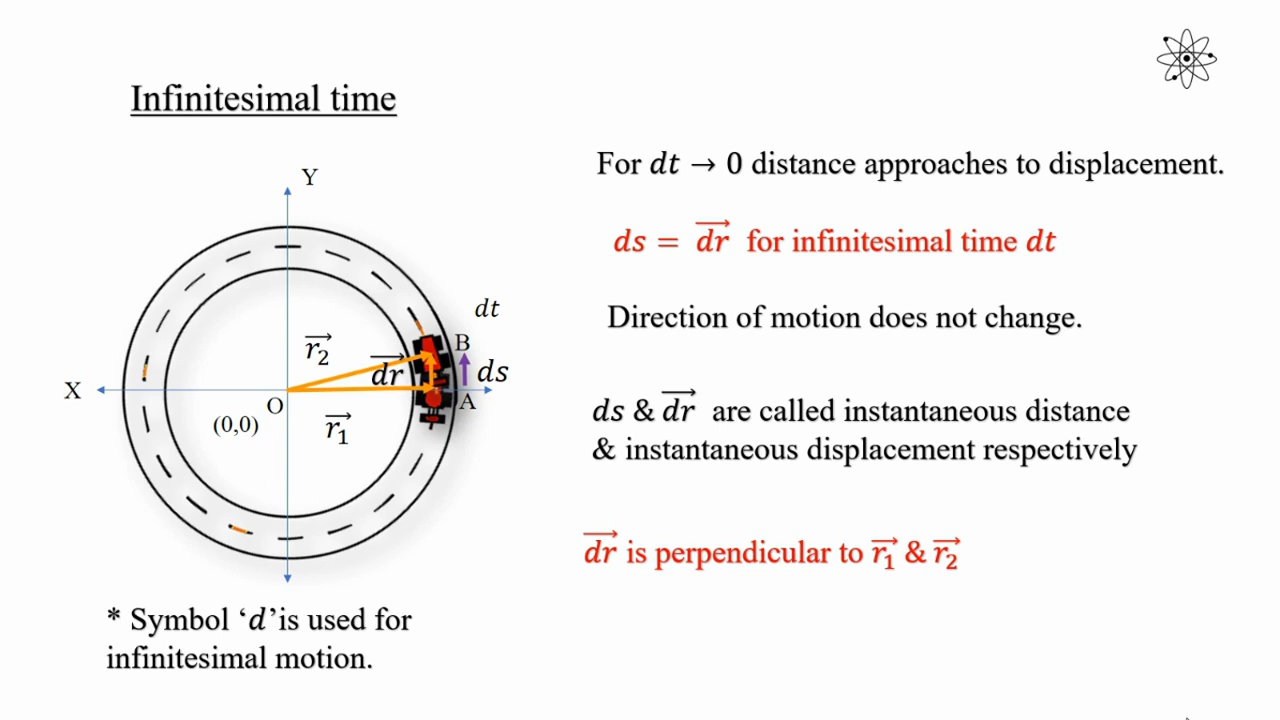 Infinitesimal time
For 𝑑𝑡 → 0 distance approaches to displacement.
𝑑𝑠 = 𝑑𝑟⃗ for infinitesimal time 𝑑𝑡
Direction of motion does not change.
𝑑𝑠 & 𝑑𝑟⃗ are called instantaneous distance
& instantaneous displacement respectively
𝑑𝑟⃗ is perpendicular to 𝑟₁⃗ & 𝑟₂⃗
Y
𝑑𝑡
B
𝑟₂⃗
𝑑𝑟⃗
𝑑𝑠
X
O
A
(0,0)
𝑟₁⃗
* Symbol ‘𝑑’is used for
infinitesimal motion.